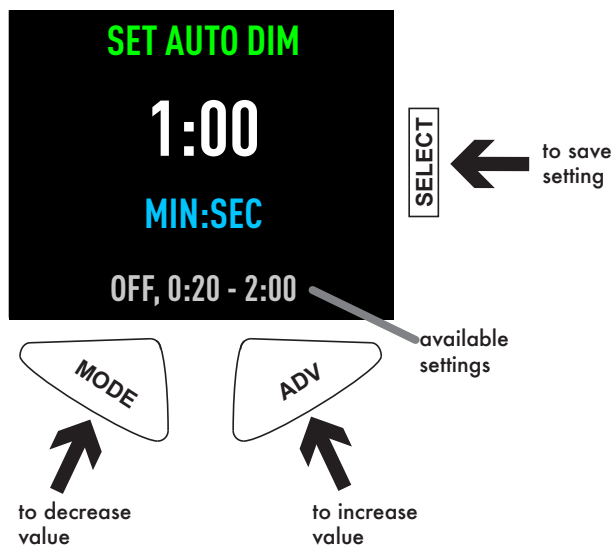 SET AUTO DIM
1:00
MIN:SEC
OFF, 0:20 - 2:00
SELECT
to save
setting
available
settings
MODE
ADV
to decrease
value
to increase
value